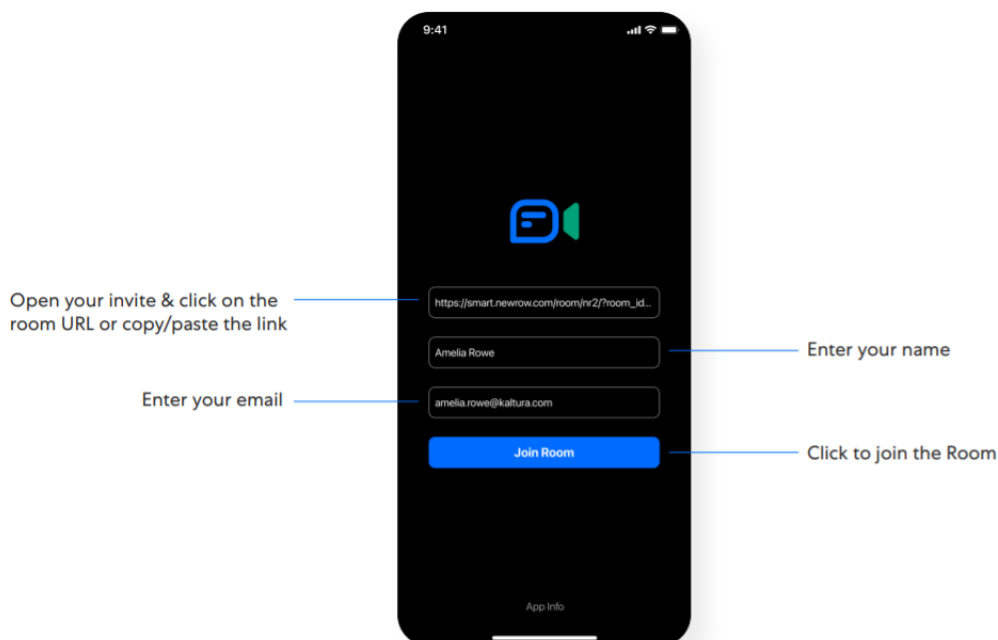 9:41
Open your invite & click on the
room URL or copy/paste the link
https://smart.newrow.com/room/nr2/?room_id...
Amelia Rowe
Enter your name
Enter your email
amelia.rowe@kaltura.com
Join Room
Click to join the Room
App Info